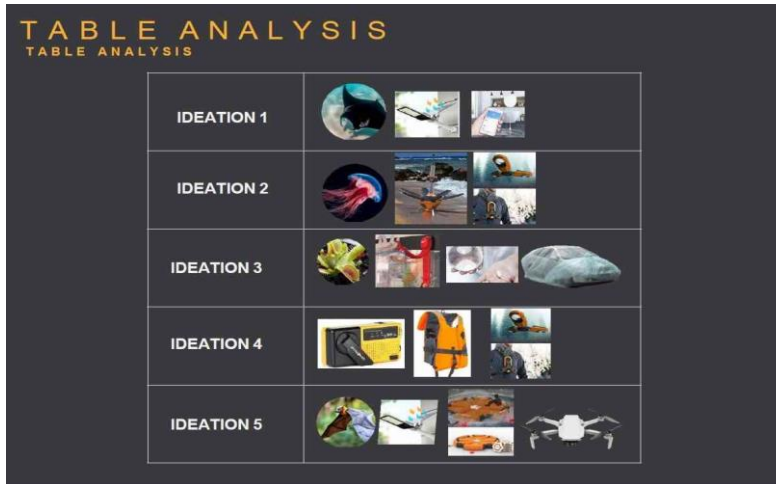 TABLE ANALYSIS
TABLE ANALYSIS
IDEATION 1
IDEATION 2
IDEATION 3
IDEATION 4
IDEATION 5